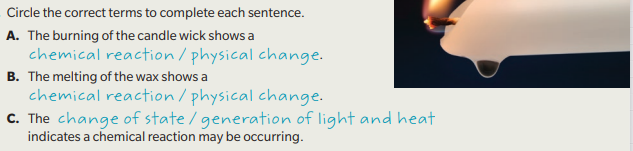 Circle the correct terms to complete each sentence.
A. The burning of the candle wick shows a
chemical reaction / physical change.
B. The melting of the wax shows a
chemical reaction / physical change.
C. The change of state / generation of light and heat
indicates a chemical reaction may be occurring.